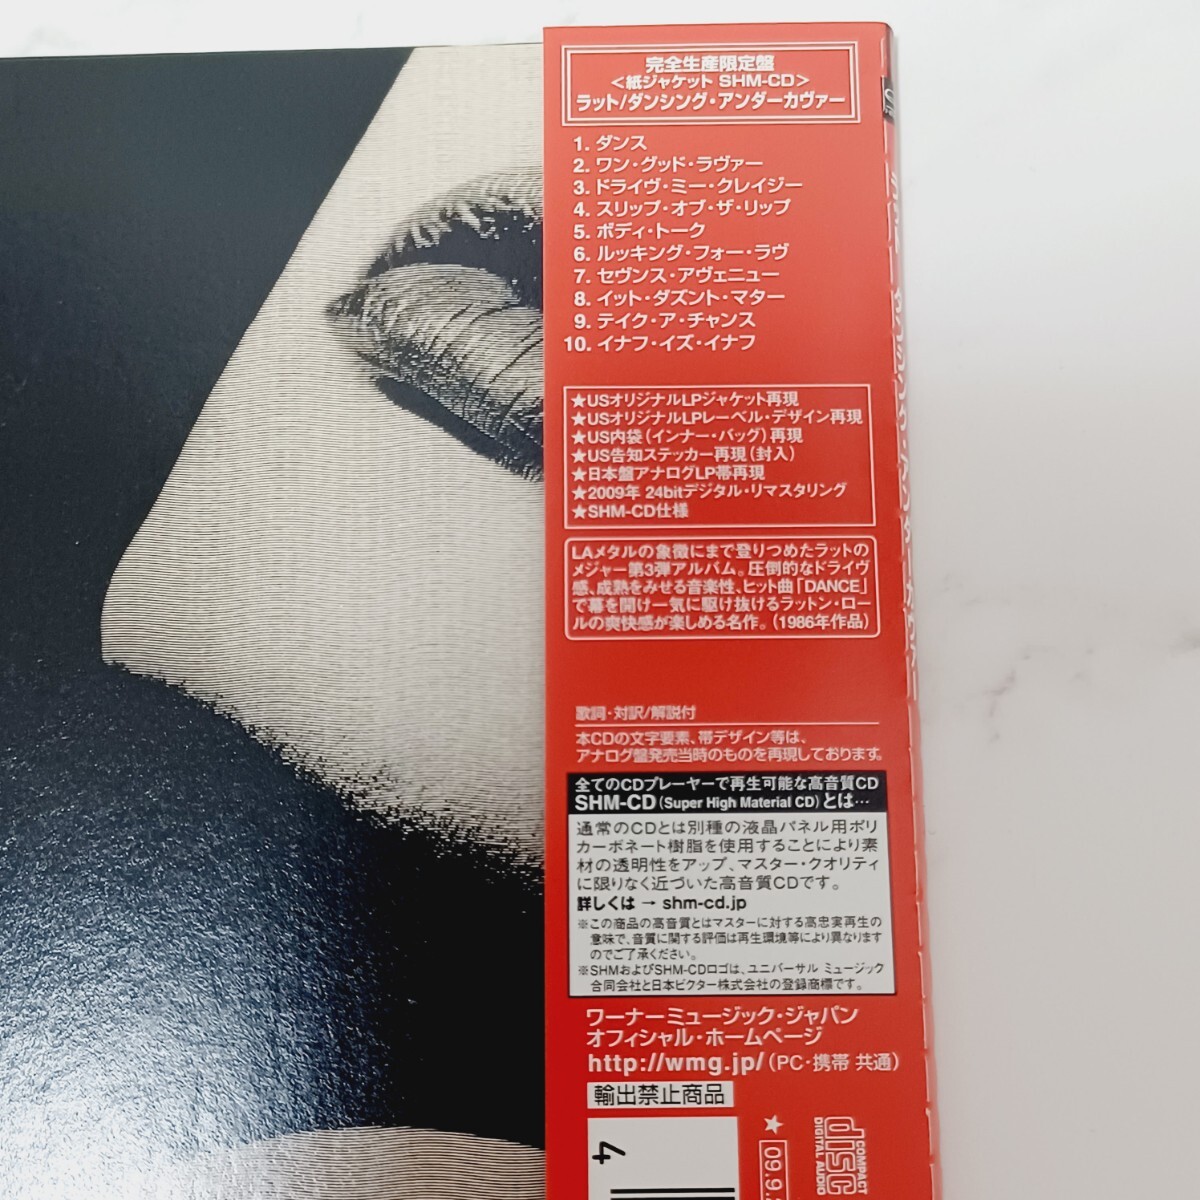 完全生産限定盤
<紙ジャケット SHM-CD>
ラット/ダンシング・アンダーカヴァー
1. ダンス
2. ワン・グッド・ラヴァー
3. ドライヴ・ミー・クレイジー
4. スリップ・オブ・ザ・リップ
5. ボディ・トーク
6. ルッキング・フォー・ラヴ
7. セヴンス・アヴェニュー
8. イット・ダズント・マター
9. テイク・ア・チャンス
10. イナフ・イズ・イナフ
★USオリジナルLPジャケット再現
★USオリジナルLPレーベル・デザイン再現
★US内袋(インナー・バッグ)再現
★US告知ステッカー再現(封入)
★日本盤アナログLP帯再現
★2009年 24bitデジタル・リマスタリング
★SHM-CD仕様
LAメタルの象徴にまで登りつめたラットの
メジャー第3弾アルバム。圧倒的なドライヴ
感、成熟をみせる音楽性、ヒット曲「DANCE」
で幕を開け一気に駆け抜けるラットン・ロー
ルの爽快感が楽しめる名作。(1986年作品)
歌詞・対訳/解説付
本CDの文字要素、帯デザイン等は、
アナログ盤発売当時のものを再現しております。
全てのCDプレーヤーで再生可能な高音質CD
SHM-CD(Super High Material CD)とは…
通常のCDとは別種の液晶パネル用ポリ
カーボネート樹脂を使用することにより素
材の透明性をアップ、マスター・クオリティ
に限りなく近づいた高音質CDです。
詳しくは → shm-cd.jp
※この商品の高音質とはマスターに対する高忠実再生の
意味で、音質に関する評価は再生環境等により異なります
のでご了承ください。
※SHMおよびSHM-CDロゴは、ユニバーサル ミュージック
合同会社と日本ビクター株式会社の登録商標です。
ワーナーミュージック・ジャパン
オフィシャル・ホームページ
http://wmg.jp/(PC・携帯 共通)
輸出禁止商品
4
★
09.9.
COMPACT
disc
DIGITAL AUDIO